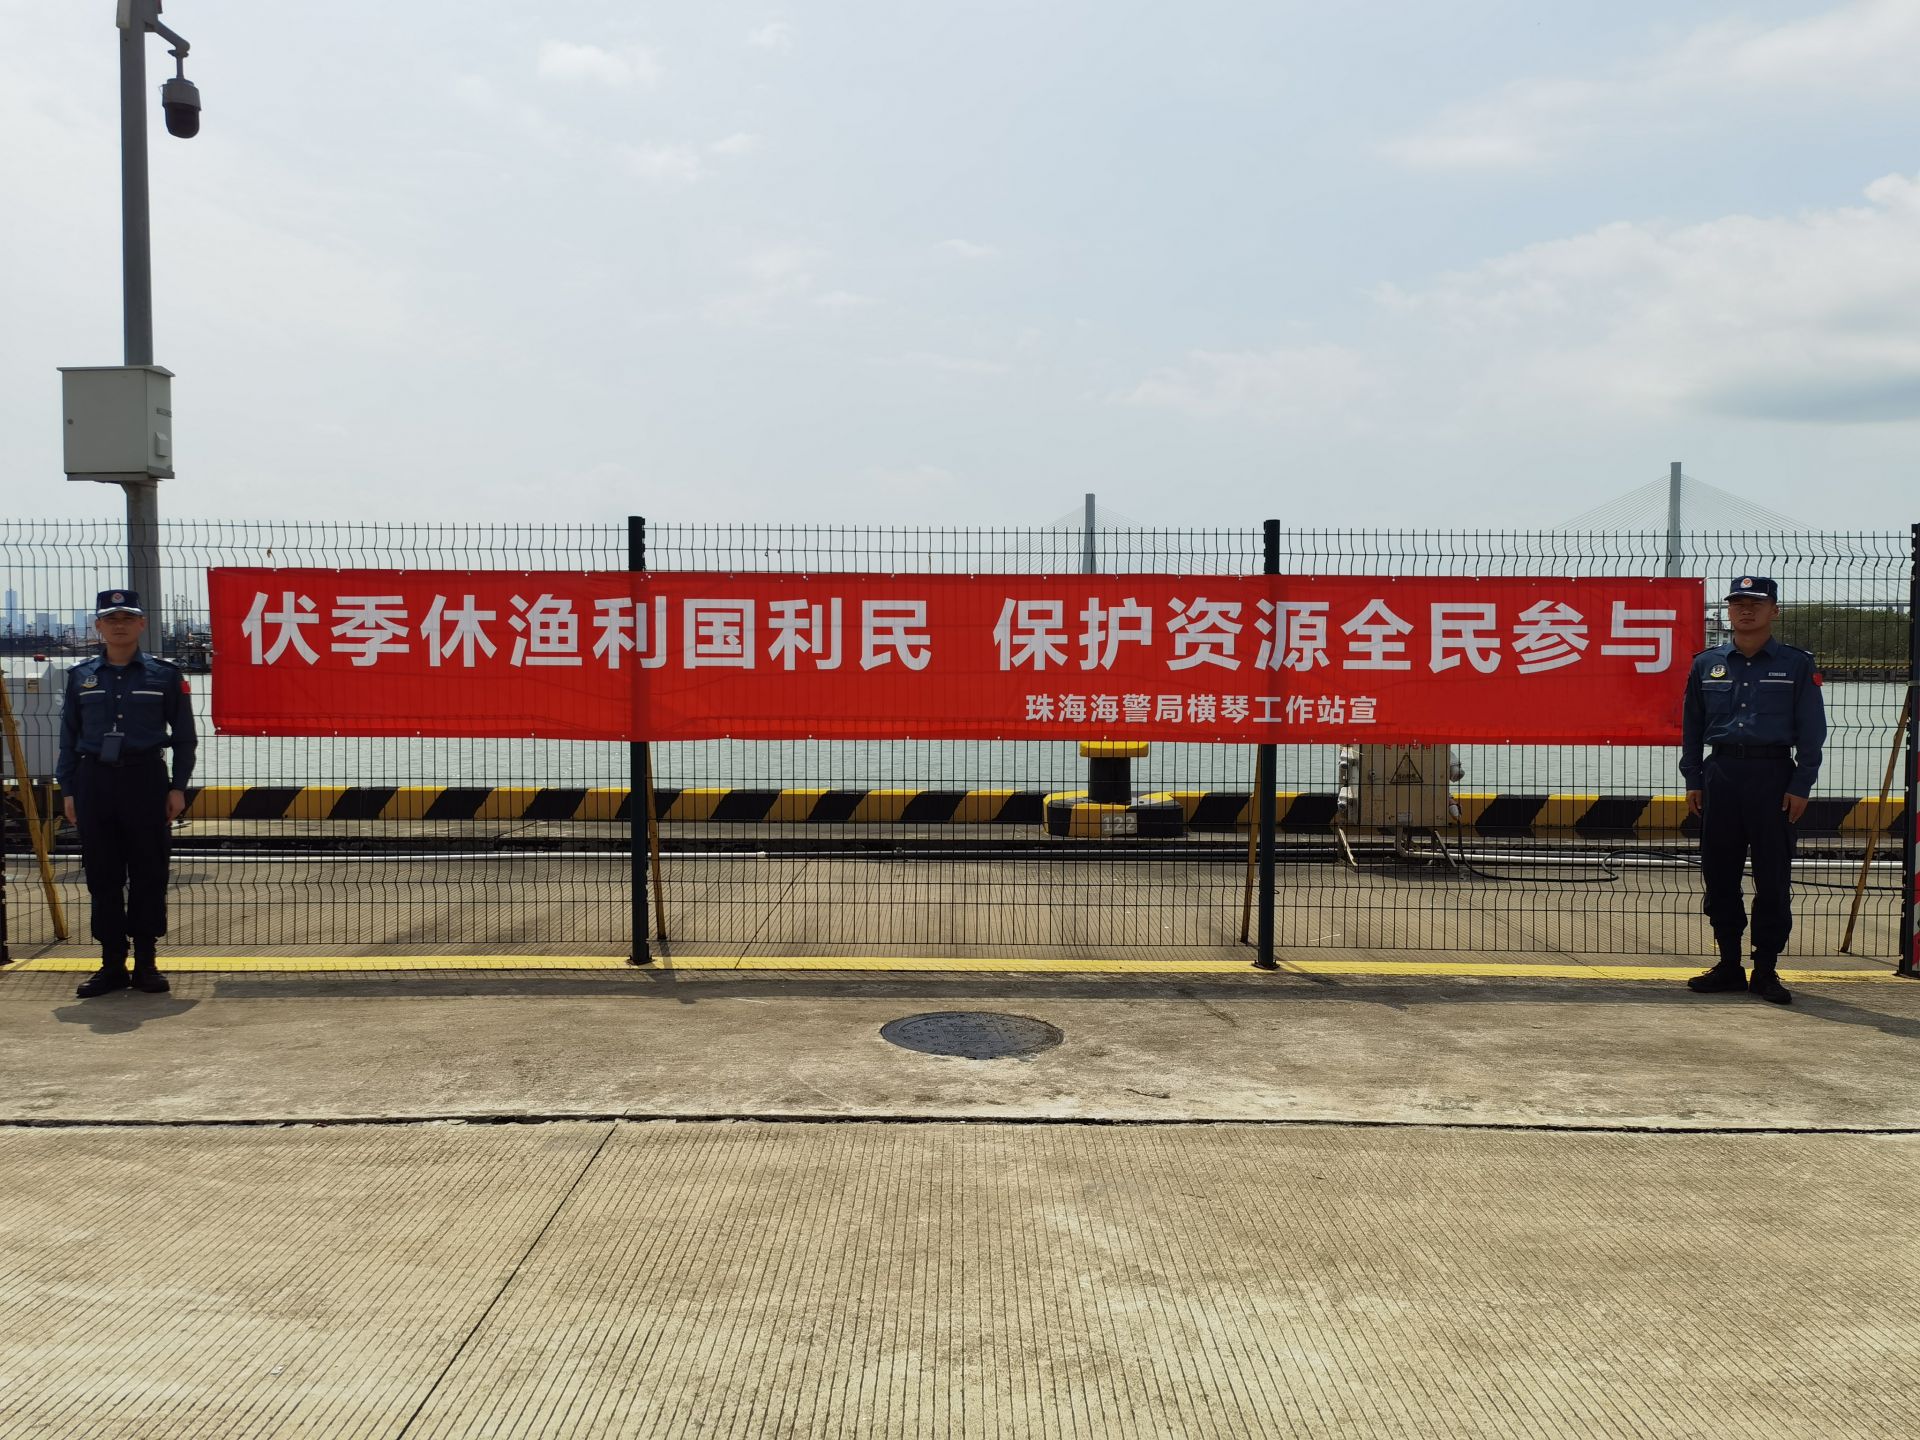 伏季休渔利国利民 保护资源全民参与
珠海海警局横琴工作站宣
122